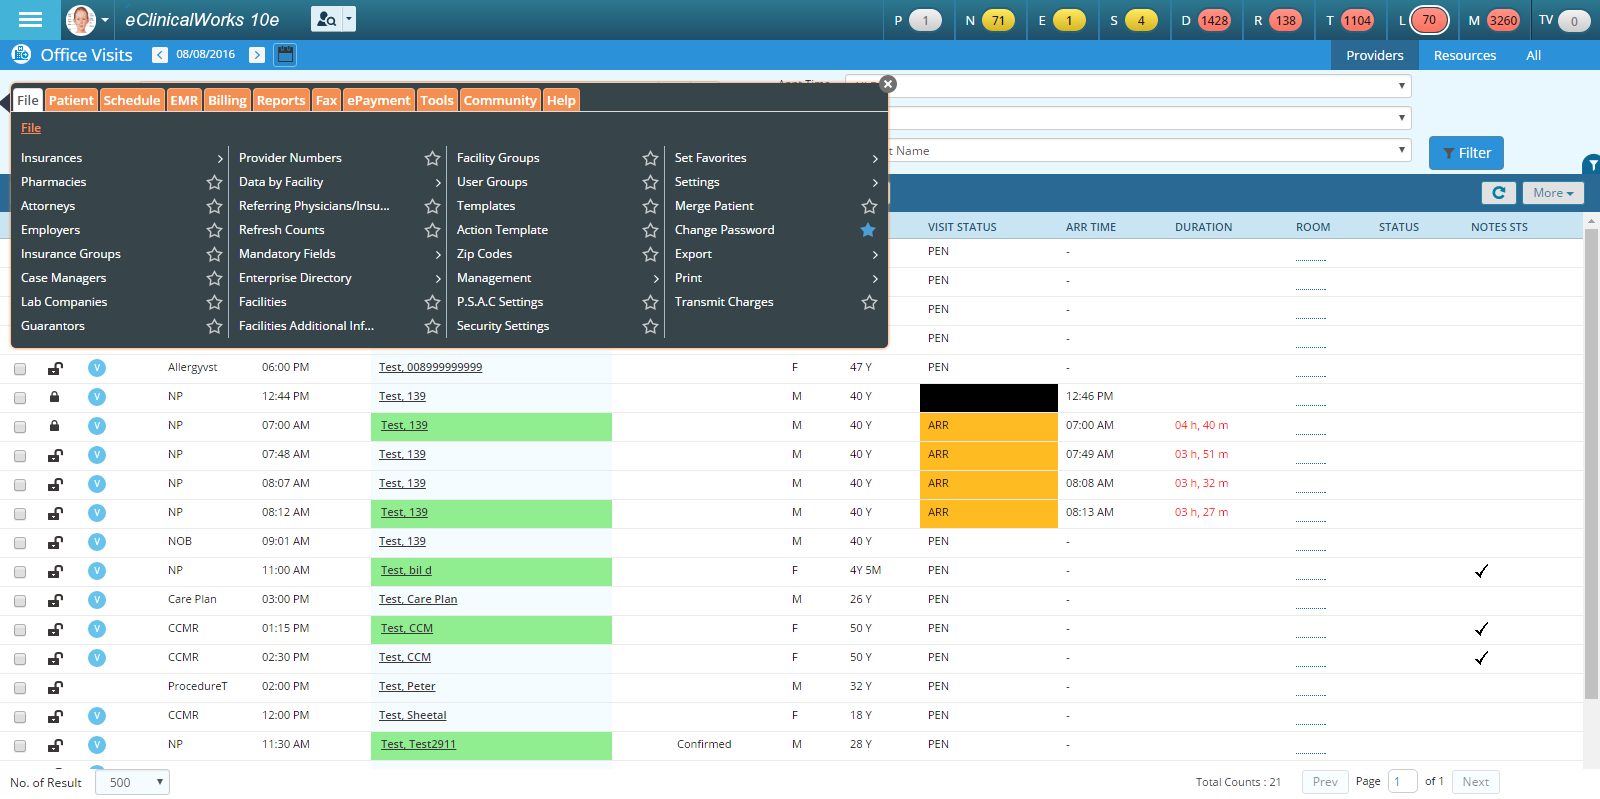 eClinicalWorks 10e P 1 N 71 E 1 S 4 D 1428 R 138 T 1104 L 70 M 3260 TV 0
Office Visits 08/08/2016 Providers Resources All
File Patient Schedule EMR Billing Reports Fax ePayment Tools Community Help
File
Insurances Provider Numbers Facility Groups Set Favorites t Name Filter
Pharmacies Data by Facility User Groups Settings
Attorneys Referring Physicians/Insu... Templates Merge Patient More
Employers Refresh Counts Action Template Change Password VISIT STATUS ARR TIME DURATION ROOM STATUS NOTES STS
Insurance Groups Mandatory Fields Zip Codes Export PEN -
Case Managers Enterprise Directory Management Print PEN -
Lab Companies Facilities P.S.A.C Settings Transmit Charges PEN -
Guarantors Facilities Additional Inf... Security Settings PEN -
V Allergyvst 06:00 PM Test, 008999999999 F 47 Y PEN -
V NP 12:44 PM Test, 139 M 40 Y 12:46 PM
V NP 07:00 AM Test, 139 M 40 Y ARR 07:00 AM 04 h, 40 m
V NP 07:48 AM Test, 139 M 40 Y ARR 07:49 AM 03 h, 51 m
V NP 08:07 AM Test, 139 M 40 Y ARR 08:08 AM 03 h, 32 m
V NP 08:12 AM Test, 139 M 40 Y ARR 08:13 AM 03 h, 27 m
V NOB 09:01 AM Test, 139 M 40 Y PEN -
V NP 11:00 AM Test, bil d F 4Y 5M PEN -
V Care Plan 03:00 PM Test, Care Plan M 26 Y PEN -
V CCMR 01:15 PM Test, CCM F 50 Y PEN -
V CCMR 02:30 PM Test, CCM F 50 Y PEN -
ProcedureT 02:00 PM Test, Peter M 32 Y PEN -
V CCMR 12:00 PM Test, Sheetal F 18 Y PEN -
V NP 11:30 AM Test, Test2911 Confirmed M 28 Y PEN -
No. of Result 500 Total Counts : 21 Prev Page 1 of 1 Next